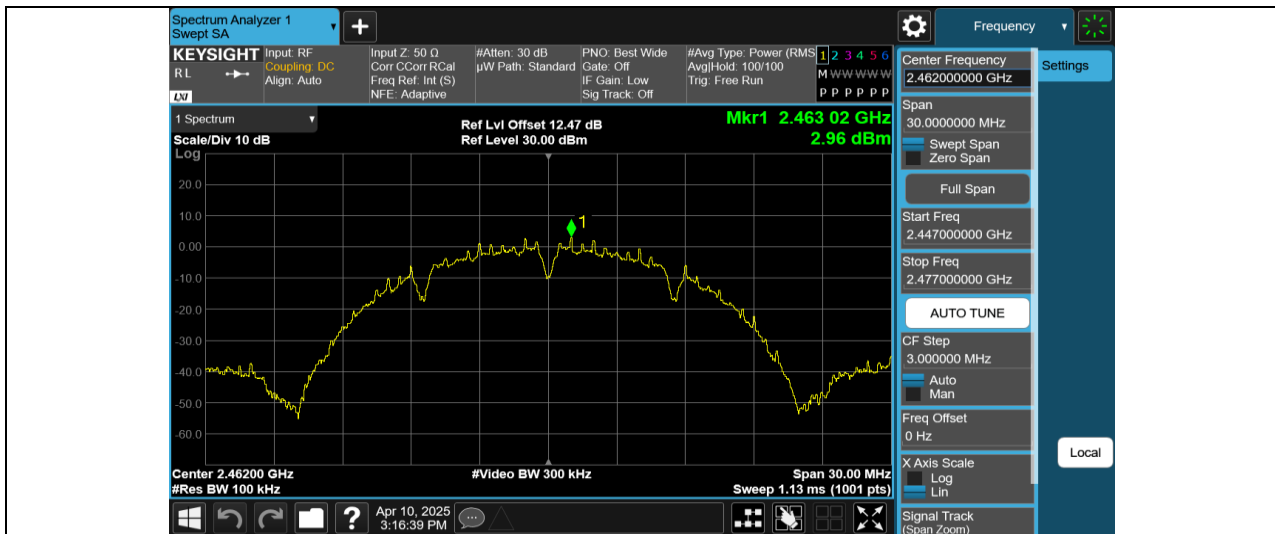 Spectrum Analyzer 1
Swept SA
+
Frequency
KEYSIGHT
RL
LXI
Input: RF
Coupling: DC
Align: Auto
Input Z: 50 Ω
Corr CCorr RCal
Freq Ref: Int (S)
NFE: Adaptive
#Atten: 30 dB
µW Path: Standard
PNO: Best Wide
Gate: Off
IF Gain: Low
Sig Track: Off
#Avg Type: Power (RMS
Avg|Hold: 100/100
Trig: Free Run
1 2 3 4 5 6
M W W W W W
P P P P P P
1 Spectrum
Scale/Div 10 dB
Log
Ref Lvl Offset 12.47 dB
Ref Level 30.00 dBm
Mkr1 2.463 02 GHz
2.96 dBm
20.0
10.0
0.00
-10.0
-20.0
-30.0
-40.0
-50.0
-60.0
1
Center 2.46200 GHz
#Res BW 100 kHz
#Video BW 300 kHz
Span 30.00 MHz
Sweep 1.13 ms (1001 pts)
Center Frequency
2.462000000 GHz
Settings
Span
30.0000000 MHz
Swept Span
Zero Span
Full Span
Start Freq
2.447000000 GHz
Stop Freq
2.477000000 GHz
AUTO TUNE
CF Step
3.000000 MHz
Auto
Man
Freq Offset
0 Hz
X Axis Scale
Log
Lin
Local
Signal Track
(Span Zoom)
?
Apr 10, 2025
3:16:39 PM